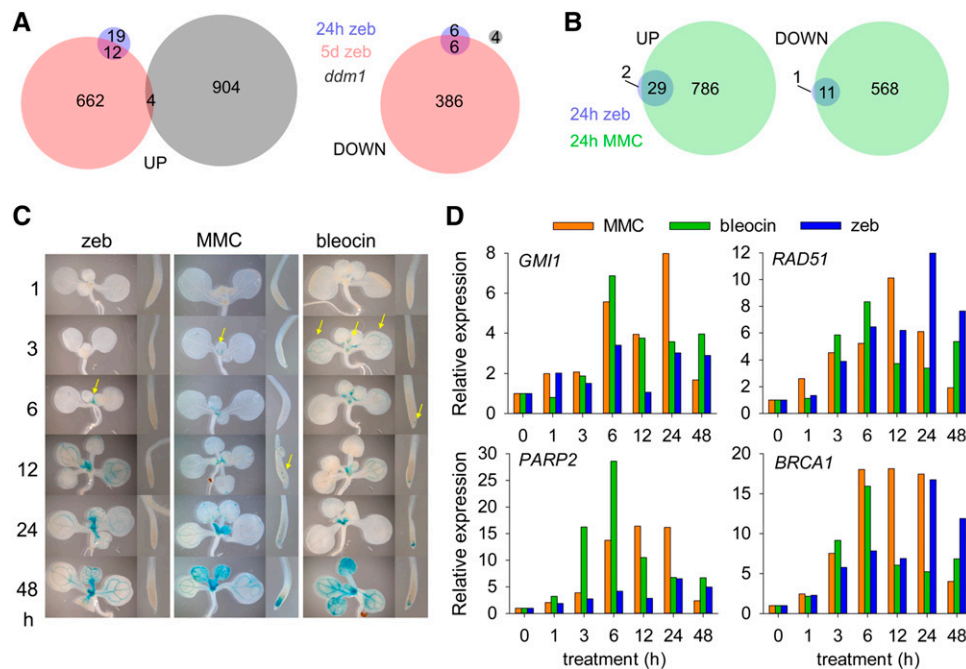 A
19
12
662
4
904
UP
24h zeb
5d zeb
ddm1
6
6
4
386
DOWN
B
UP
2
29
786
24h zeb
24h MMC
DOWN
1
11
568
C
zeb
MMC
bleocin
1
3
6
12
24
48
h
D
MMC
bleocin
zeb
GMI1
Relative expression
8
6
4
2
0
0
1
3
6
12
24
48
RAD51
12
10
8
6
4
2
0
0
1
3
6
12
24
48
PARP2
Relative expression
30
25
20
15
10
5
0
0
1
3
6
12
24
48
treatment (h)
BRCA1
20
15
10
5
0
0
1
3
6
12
24
48
treatment (h)